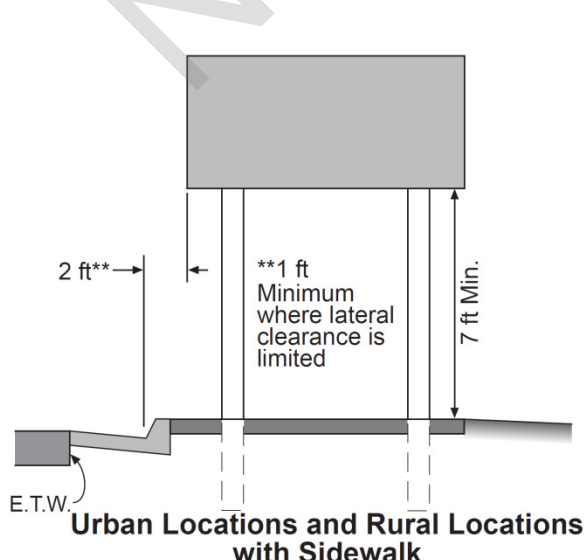 2 ft**
**1 ft
Minimum
where lateral
clearance is
limited
7 ft Min.
E.T.W.
Urban Locations and Rural Locations
with Sidewalk